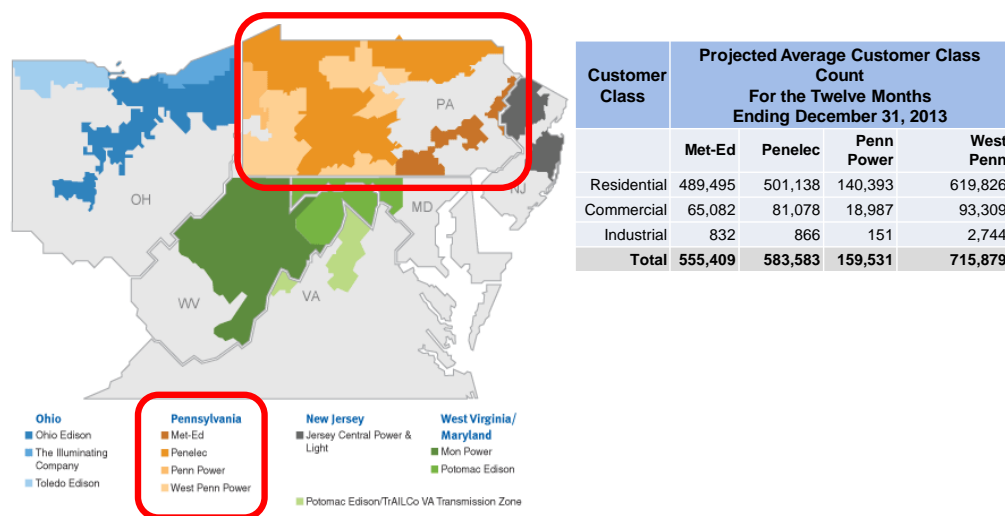 PA
OH
NJ
MD
WV
VA
Ohio
Ohio Edison
The Illuminating
Company
Toledo Edison
Pennsylvania
Met-Ed
Penelec
Penn Power
West Penn Power
New Jersey
Jersey Central Power &
Light
West Virginia/
Maryland
Mon Power
Potomac Edison
Potomac Edison/TrAILCo VA Transmission Zone
Customer
Class
Projected Average Customer Class
Count
For the Twelve Months
Ending December 31, 2013
Met-Ed Penelec Penn Power West Penn
Residential 489,495 501,138 140,393 619,826
Commercial 65,082 81,078 18,987 93,309
Industrial 832 866 151 2,744
Total 555,409 583,583 159,531 715,879